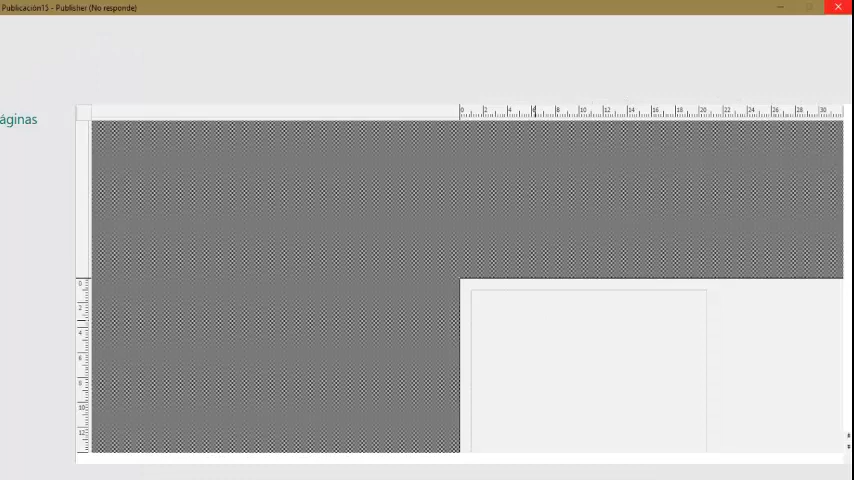 Publicación15 - Publisher (No responde)
0 2 4 6 8 10 12 14 16 18 20 22 24 26 28 30
áginas
0
2
4
6
8
10
12